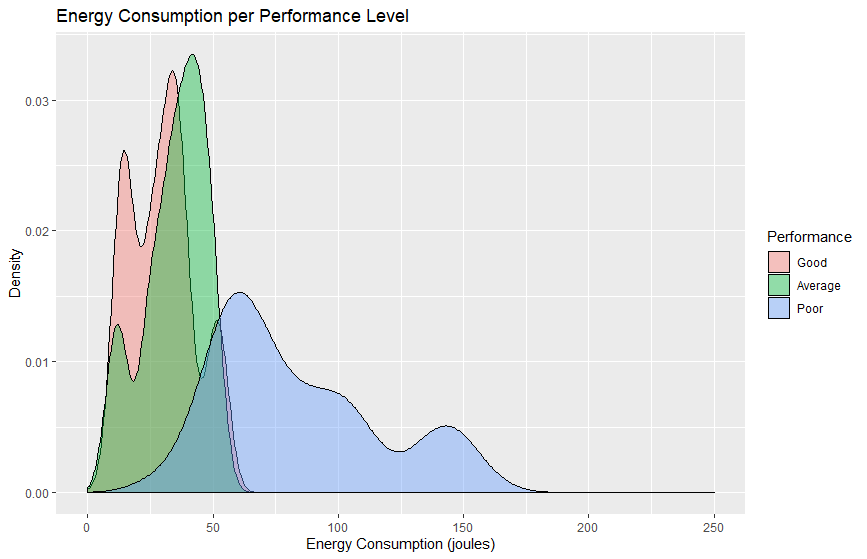 Energy Consumption per Performance Level
0.03
0.02
0.01
0.00
Density
0 50 100 150 200 250
Energy Consumption (joules)
Performance
Good
Average
Poor